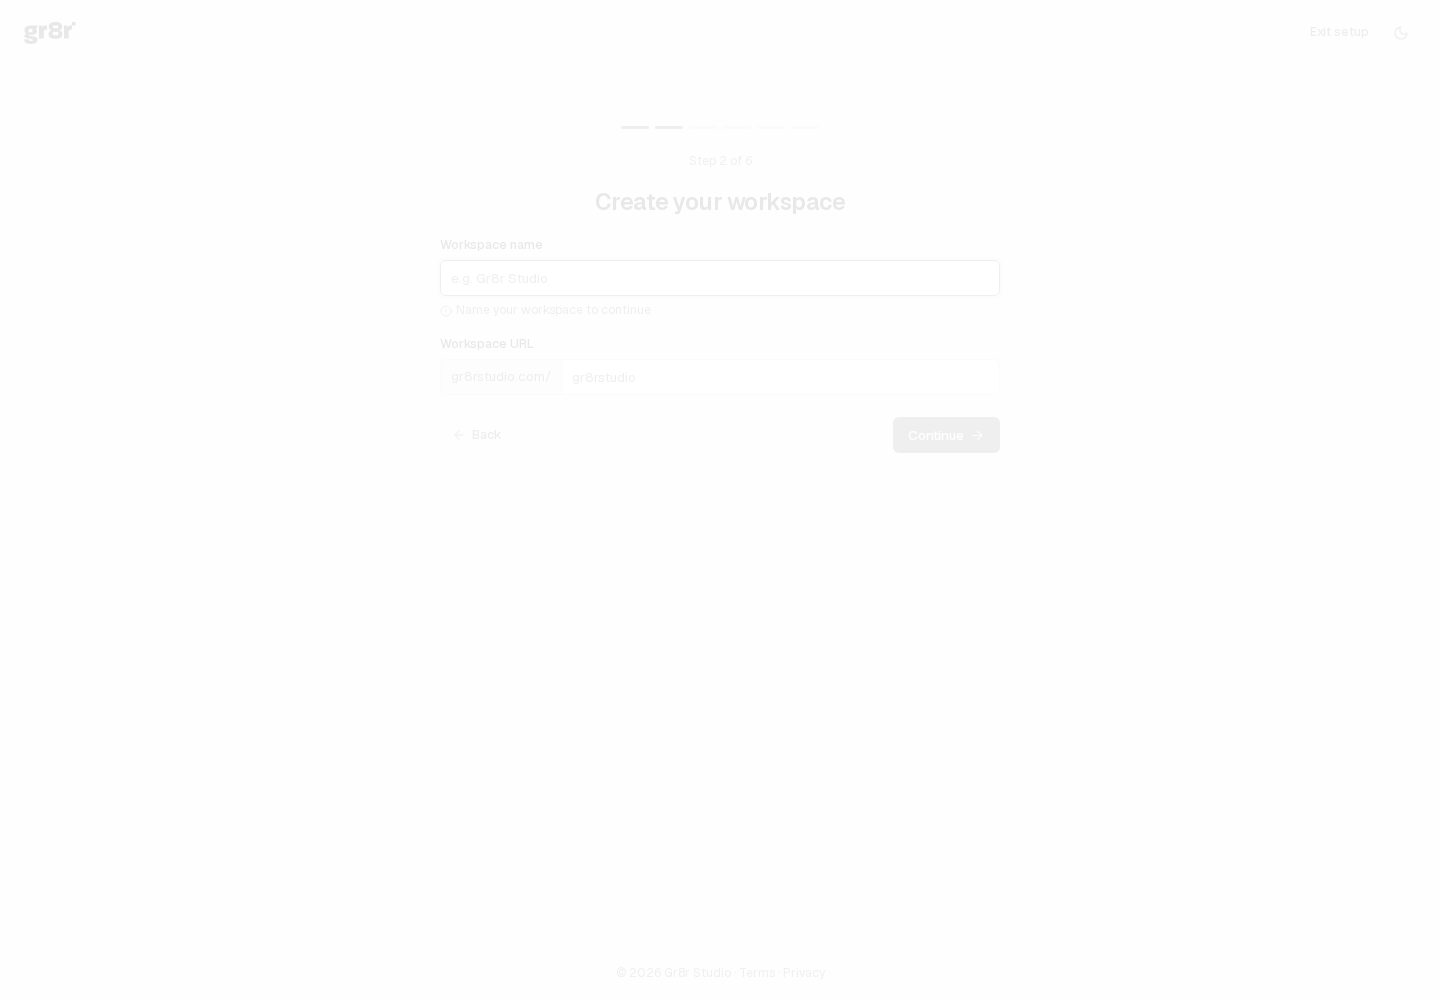 gr8r
Exit setup
Step 2 of 6
Create your workspace
Workspace name
e.g. Gr8r Studio
Name your workspace to continue
Workspace URL
gr8rstudio.com/ gr8rstudio
Back
Continue
© 2026 Gr8r Studio · Terms · Privacy